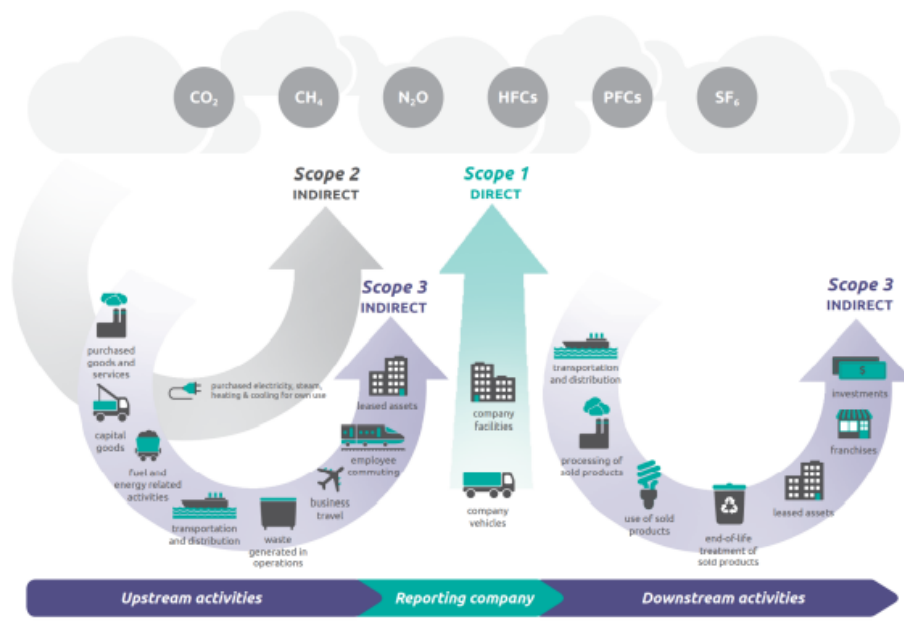 CO₂
CH₄
N₂O
HFCs
PFCs
SF₆
Scope 2
INDIRECT
Scope 1
DIRECT
Scope 3
INDIRECT
Scope 3
INDIRECT
purchased
goods and
services
capital
goods
fuel and
energy related
activities
purchased electricity, steam,
heating & cooling for own use
transportation
and distribution
waste
generated in
operations
business
travel
employee
commuting
leased assets
company
facilities
company
vehicles
transportation
and distribution
processing of
sold products
use of sold
products
end-of-life
treatment of
sold products
leased assets
franchises
$
investments
Upstream activities
Reporting company
Downstream activities